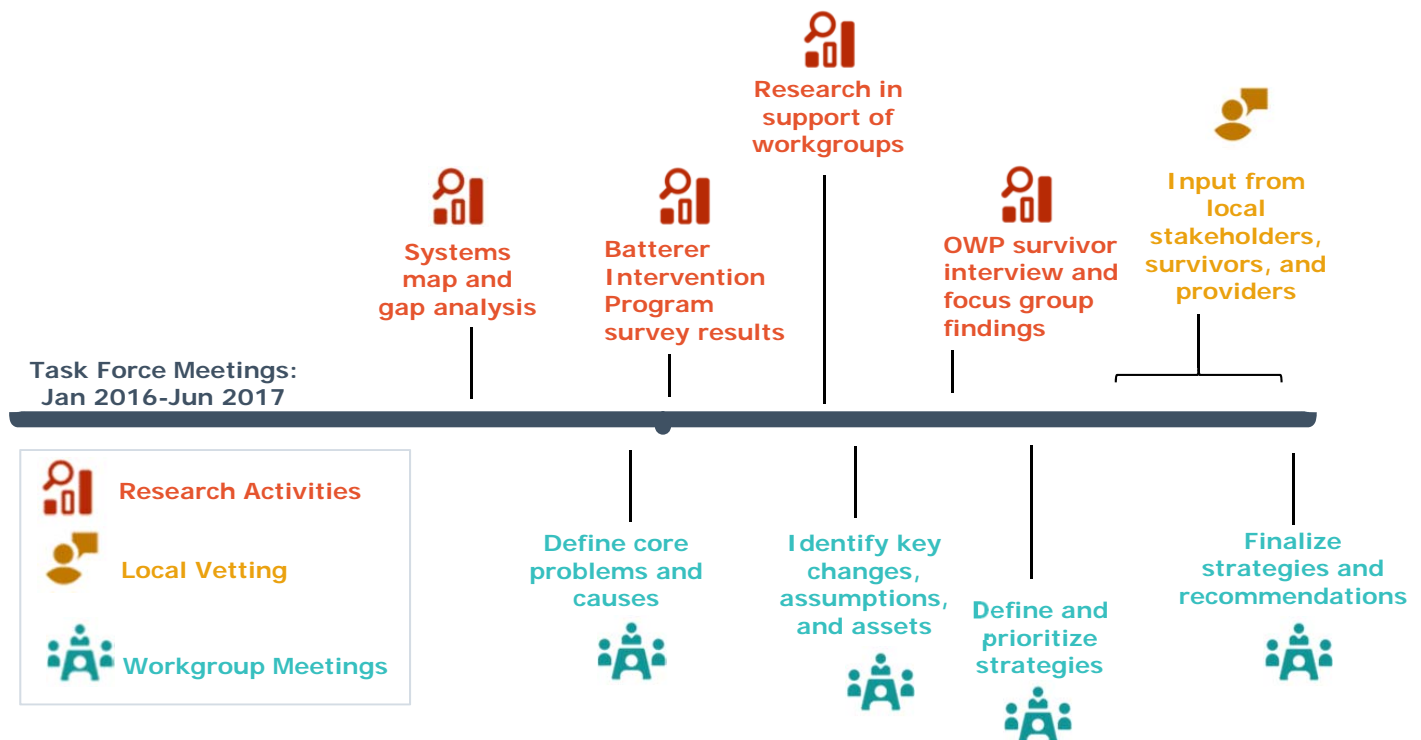 Research in
support of
workgroups
Systems
map and
gap analysis
Batterer
Intervention
Program
survey results
OWP survivor
interview and
focus group
findings
Input from
local
stakeholders,
survivors, and
providers
Task Force Meetings:
Jan 2016-Jun 2017
Research Activities
Local Vetting
Workgroup Meetings
Define core
problems and
causes
Identify key
changes,
assumptions,
and assets
Define and
prioritize
strategies
Finalize
strategies and
recommendations